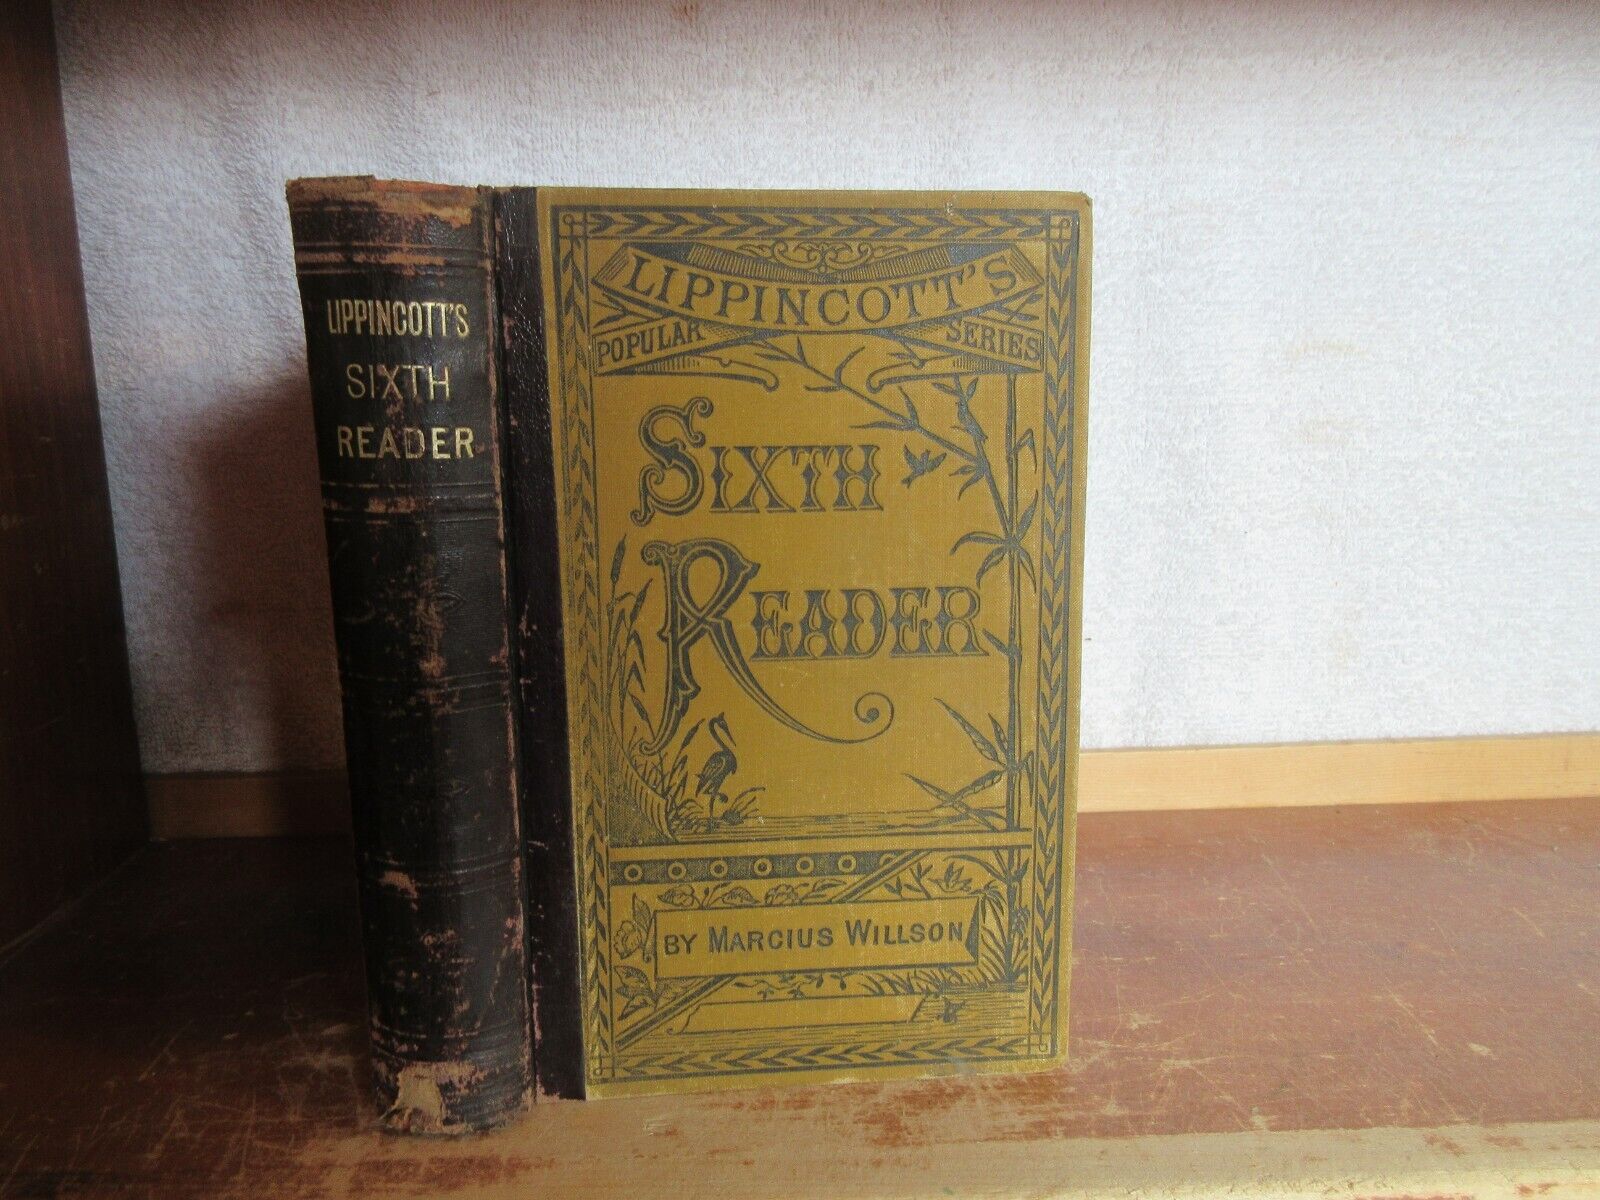 LIPPINCOTT'S
SIXTH
READER
LIPPINCOTT'S
POPULAR SERIES
SIXTH
READER
BY MARCIUS WILLSON